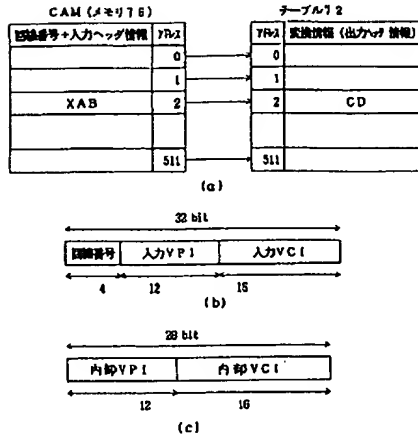 CAM (メモリ76)
テーブル72
回線番号+入力ヘッダ情報 アドレス
アドレス 変換情報 (出力ヘッダ情報)
0 0
1 1
XAB 2 2 CD
511 511
(a)
32 bit
回線番号 入力VPI 入力VCI
4 12 16
(b)
28 bit
内部VPI 内部VCI
12 16
(c)